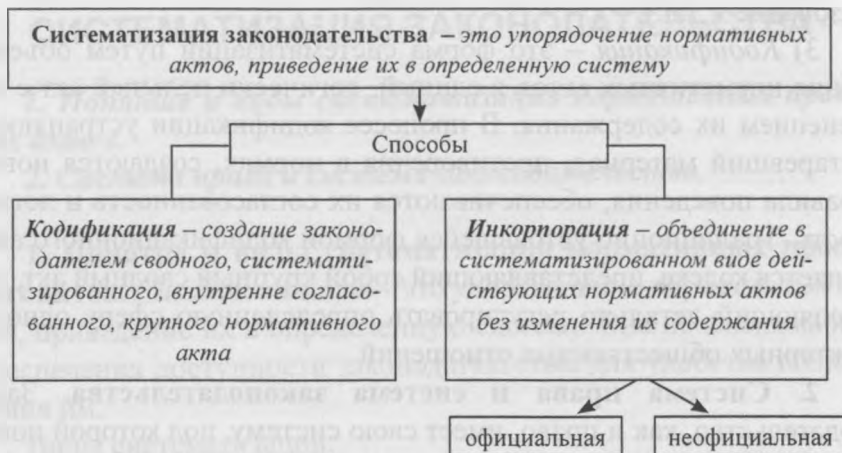 Систематизация законодательства – это упорядочение нормативных
актов, приведение их в определенную систему
Способы
Кодификация – создание законо-
дателем сводного, системати-
зированного, внутренне согласо-
ванного, крупного нормативного
акта
Инкорпорация – объединение в
систематизированном виде дей-
ствующих нормативных актов
без изменения их содержания
официальная
неофициальная